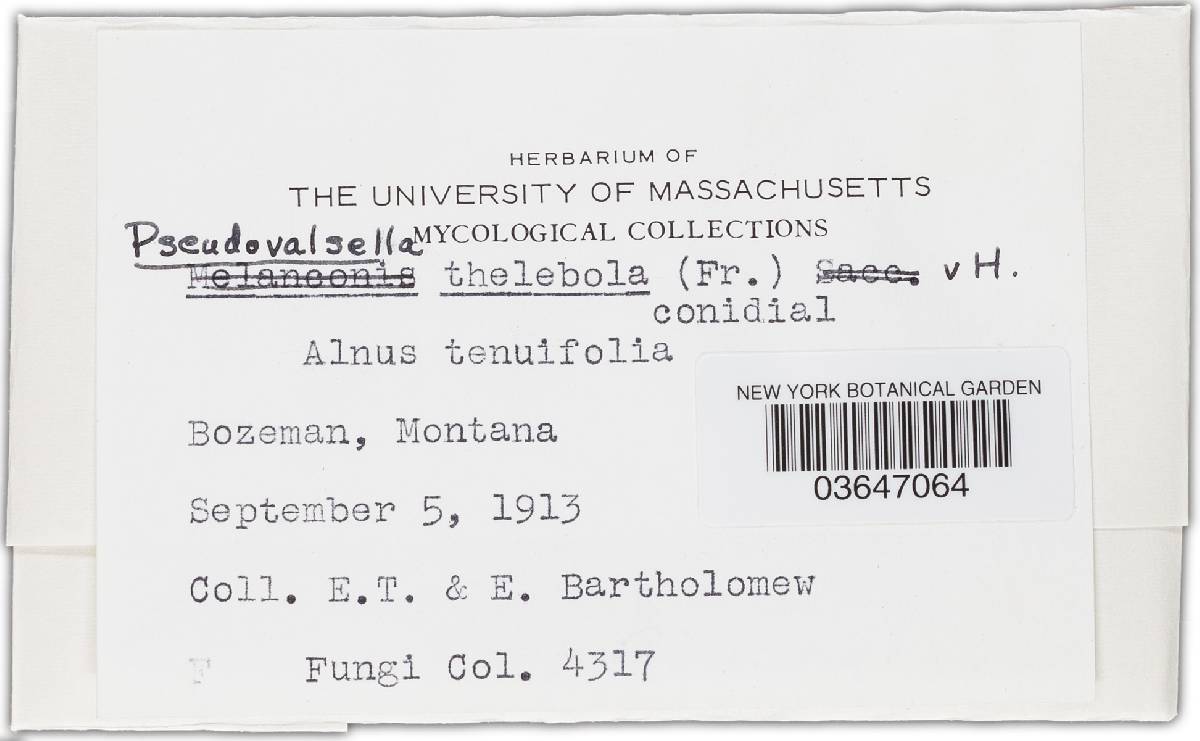 HERBARIUM OF
THE UNIVERSITY OF MASSACHUSETTS
MYCOLOGICAL COLLECTIONS
Pseudovalsella
Melanconis thelebola (Fr.) Sacc. v H.
conidial
Alnus tenuifolia
NEW YORK BOTANICAL GARDEN
03647064
Bozeman, Montana
September 5, 1913
Coll. E.T. & E. Bartholomew
F Fungi Col. 4317